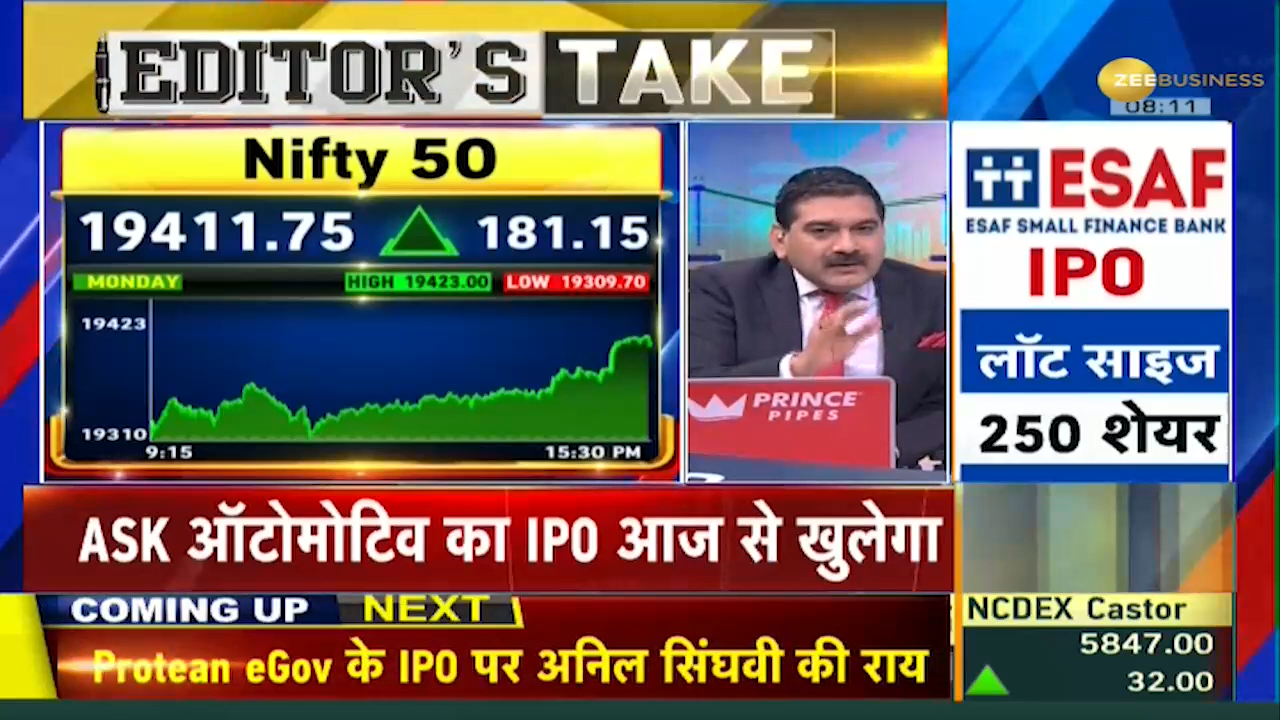 EDITOR'S TAKE
ZEEBUSINESS
08:11
Nifty 50
19411.75 181.15
MONDAY HIGH 19423.00 LOW 19309.70
19423
19310
9:15 15:30 PM
PRINCE
PIPES
ESAF
ESAF SMALL FINANCE BANK
IPO
लॉट साइज
250 शेयर
ASK ऑटोमोटिव का IPO आज से खुलेगा
COMING UP NEXT
Protean eGov के IPO पर अनिल सिंघवी की राय
NCDEX Castor
5847.00
32.00